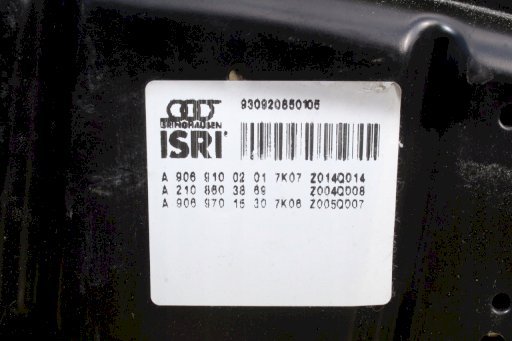 930920850105
GRINGHAUSEN
ISRI
A 906 910 02 01 7K07 Z014Q014
A 210 860 38 69 Z004Q008
A 906 970 15 30 7K06 Z005Q007